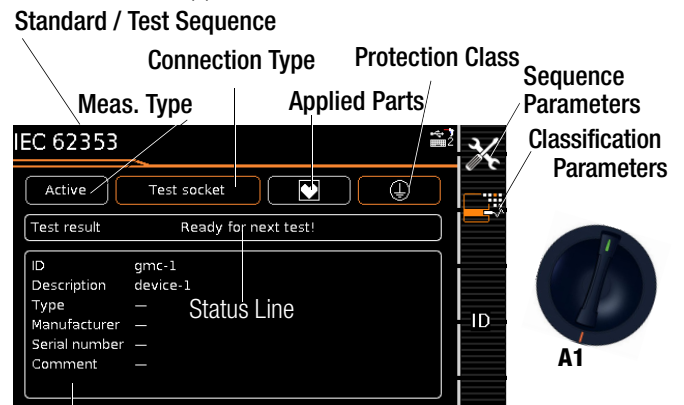 Standard / Test Sequence
Connection Type
Protection Class
Meas. Type
Applied Parts
Sequence
Parameters
Classification
Parameters
IEC 62353
2
Active
Test socket
Test result Ready for next test!
ID gmc-1
Description device-1
Type —
Manufacturer —
Serial number —
Comment —
Status Line
ID
A1